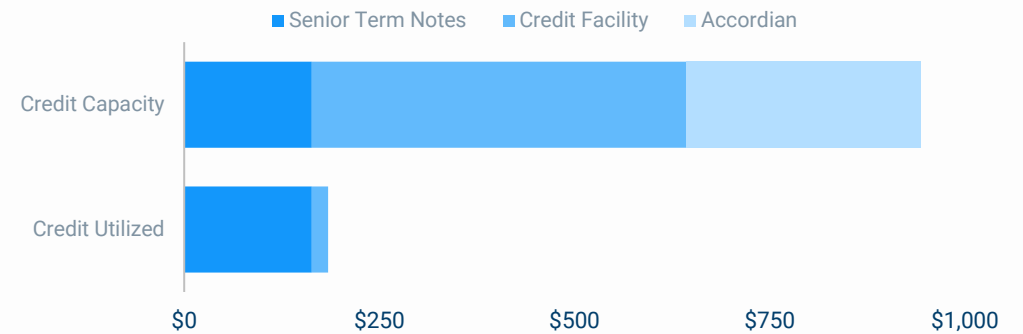 Senior Term Notes Credit Facility Accordian
Credit Capacity
Credit Utilized
$0 $250 $500 $750 $1,000